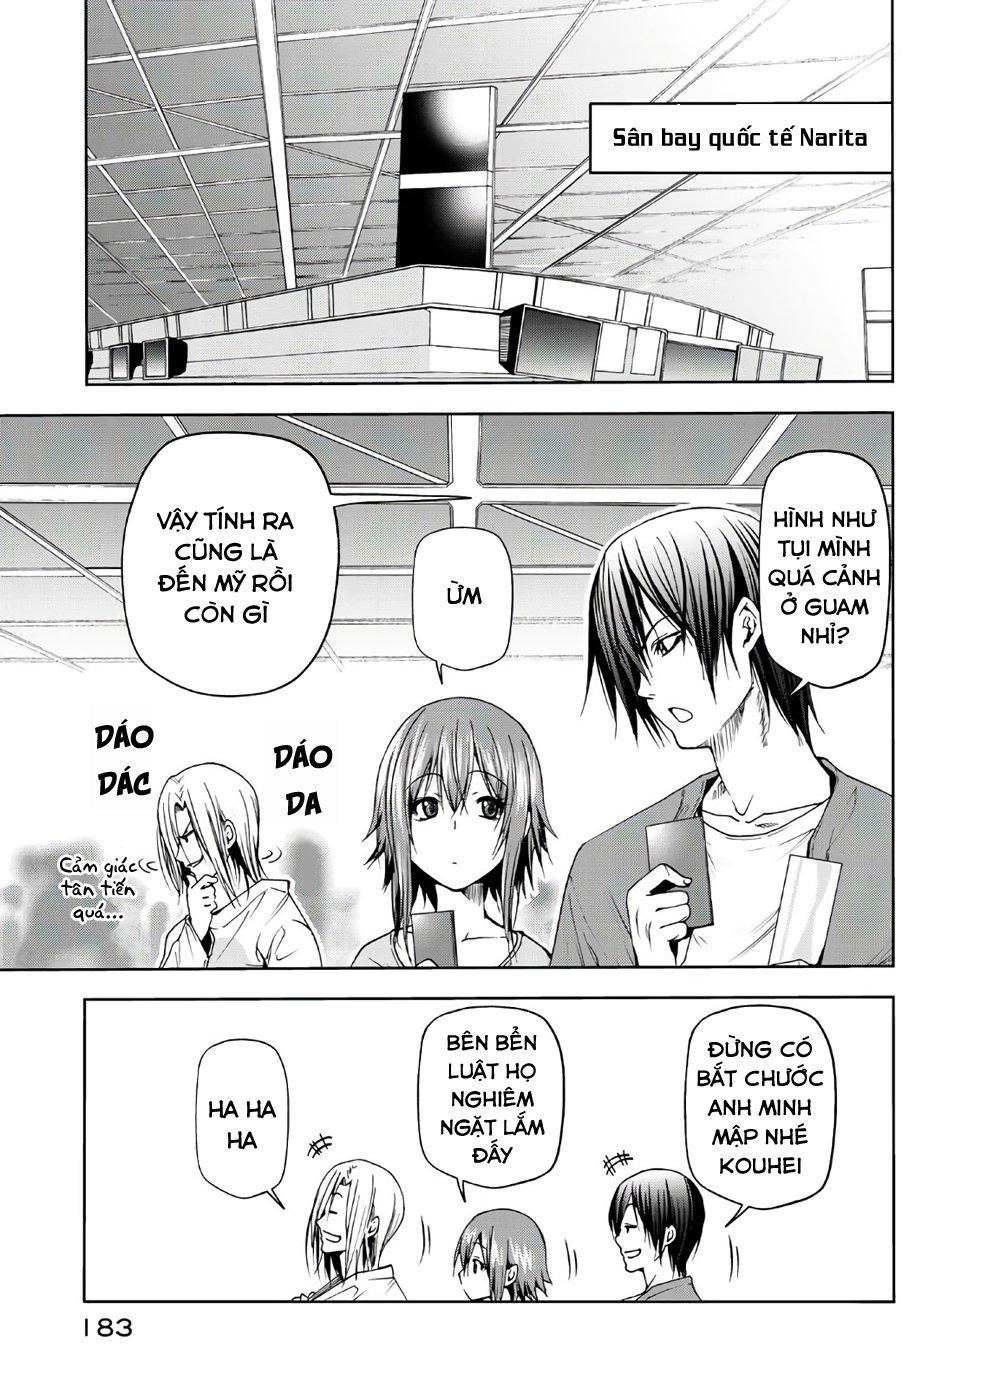 Sân bay quốc tế Narita
HÌNH NHƯ
TỤI MÌNH
QUÁ CẢNH
Ở GUAM
NHỈ?
ỪM
VẬY TÍNH RA
CŨNG LÀ
ĐẾN MỸ RỒI
CÒN GÌ
DÁO
DA
DÁO
DÁC
Cảm giác
tân tiến
quá...
ĐỪNG CÓ
BẮT CHƯỚC
ANH MINH
MẬP NHÉ
KOUHEI
BÊN BỂN
LUẬT HỌ
NGHIÊM
NGẶT LẮM
ĐẤY
HA HA
HA
183